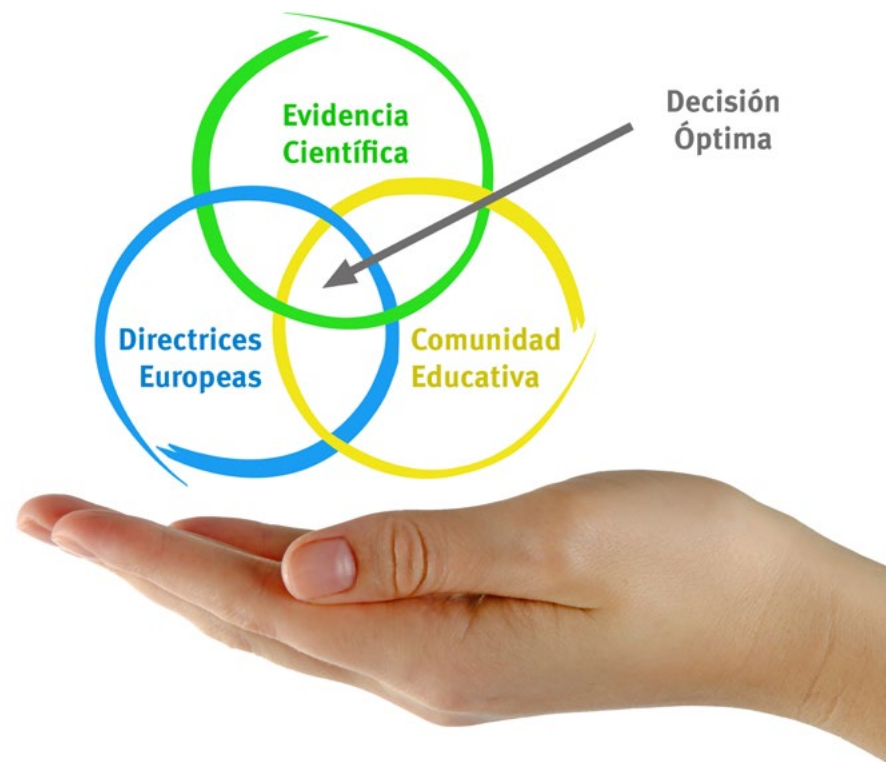 Evidencia
Científica
Decisión
Óptima
Directrices
Europeas
Comunidad
Educativa